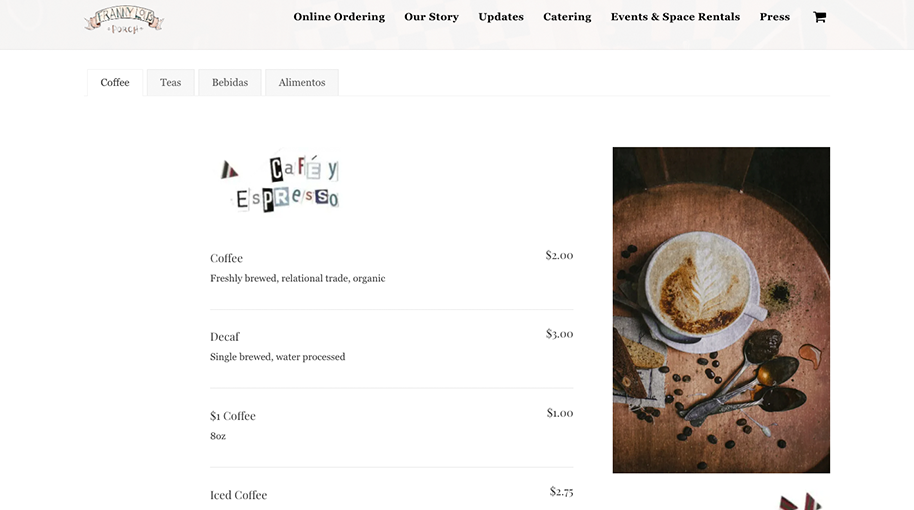 FRANKY LOU'S
PORCH
Online Ordering
Our Story
Updates
Catering
Events & Space Rentals
Press
Coffee
Teas
Bebidas
Alimentos
Café y
Espresso
Coffee $2.00
Freshly brewed, relational trade, organic
Decaf $3.00
Single brewed, water processed
$1 Coffee $1.00
8oz
Iced Coffee $2.75